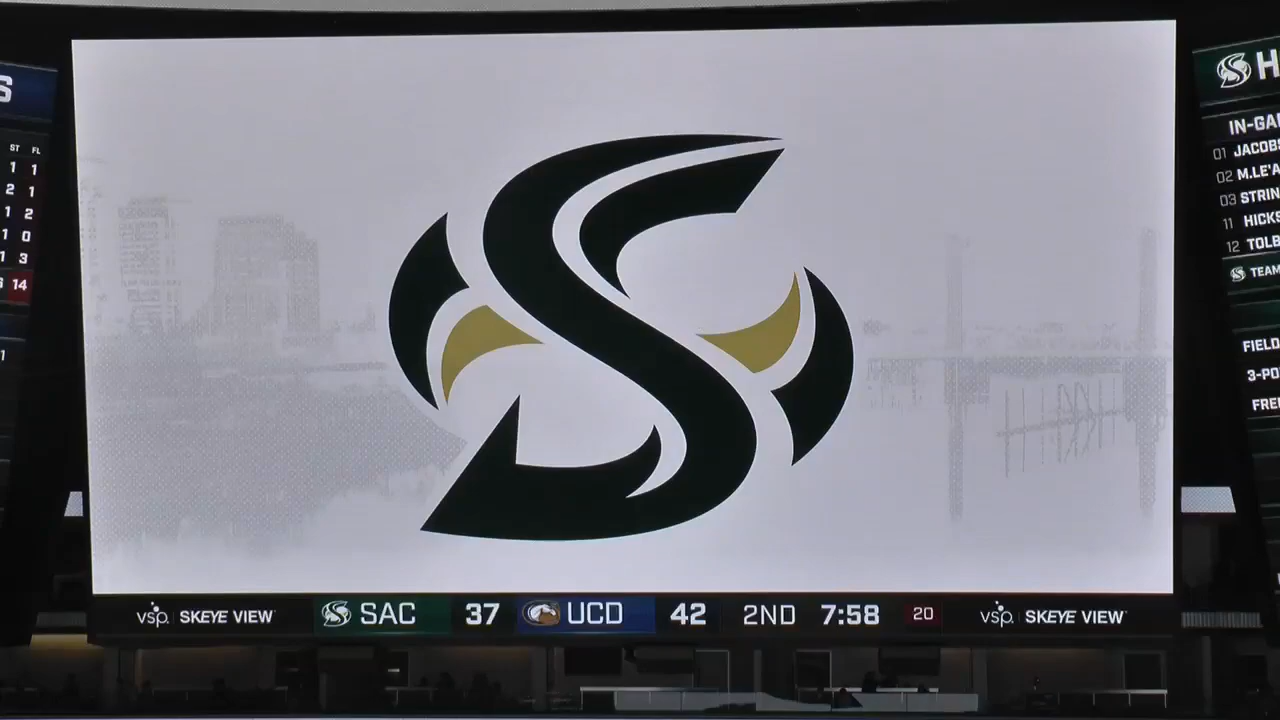 S
ST FL
1 1
2 1
1 2
1 0
1 3
14
1
H
IN-GA
01 JACOBS
02 M.LE'A
03 STRIN
11 HICKS
12 TOLB
TEAM
FIELD
3-PO
FREE
vsp. SKEYE VIEW SAC 37 UCD 42 2ND 7:58 20 vsp. SKEYE VIEW